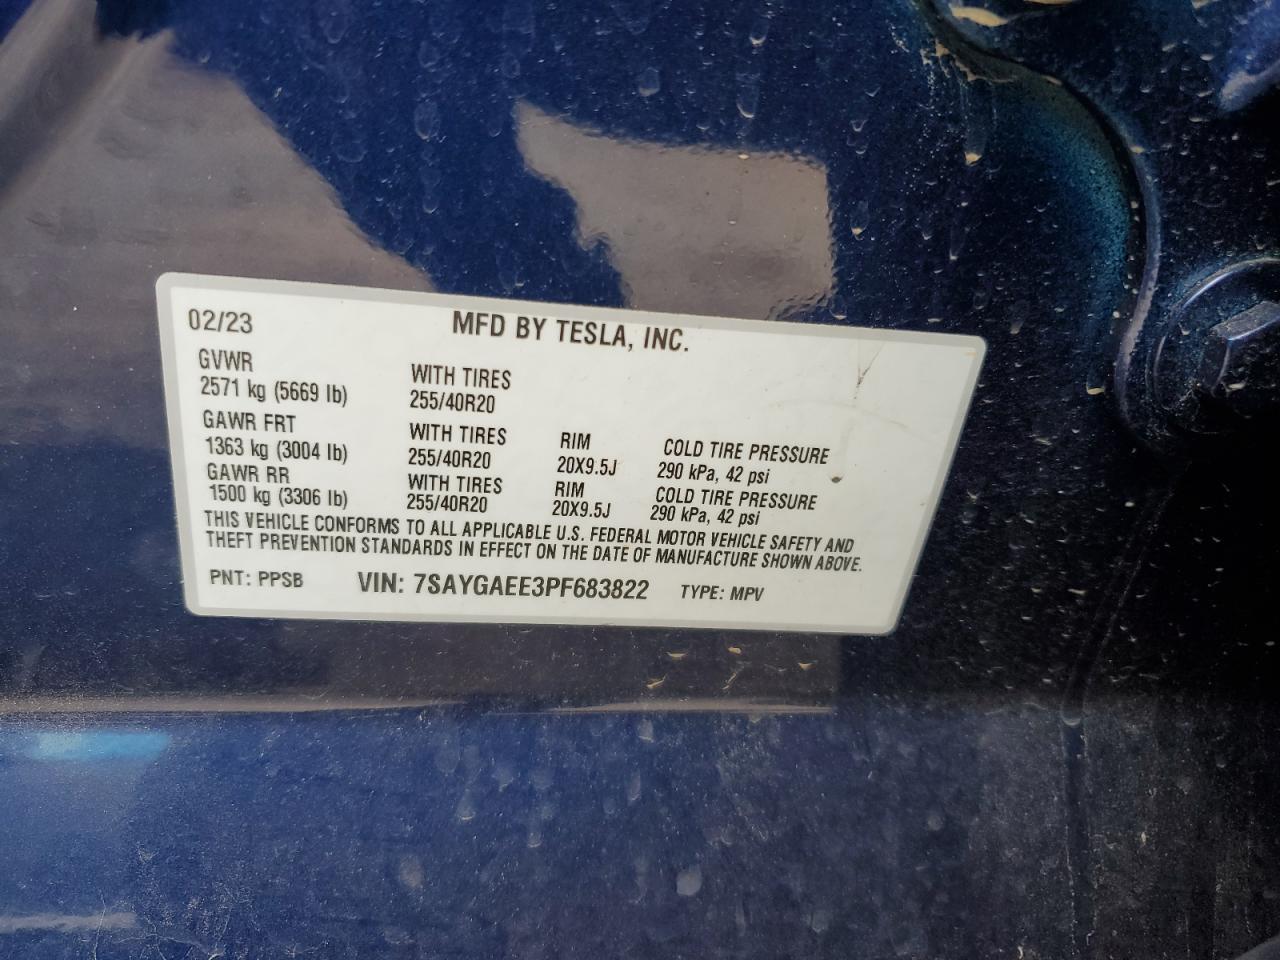 02/23 MFD BY TESLA, INC.
GVWR
2571 kg (5669 lb) WITH TIRES
255/40R20
GAWR FRT
1363 kg (3004 lb) WITH TIRES
255/40R20 RIM
20X9.5J COLD TIRE PRESSURE
290 kPa, 42 psi
GAWR RR
1500 kg (3306 lb) WITH TIRES
255/40R20 RIM
20X9.5J COLD TIRE PRESSURE
290 kPa, 42 psi
THIS VEHICLE CONFORMS TO ALL APPLICABLE U.S. FEDERAL MOTOR VEHICLE SAFETY AND
THEFT PREVENTION STANDARDS IN EFFECT ON THE DATE OF MANUFACTURE SHOWN ABOVE.
PNT: PPSB VIN: 7SAYGAEE3PF683822 TYPE: MPV